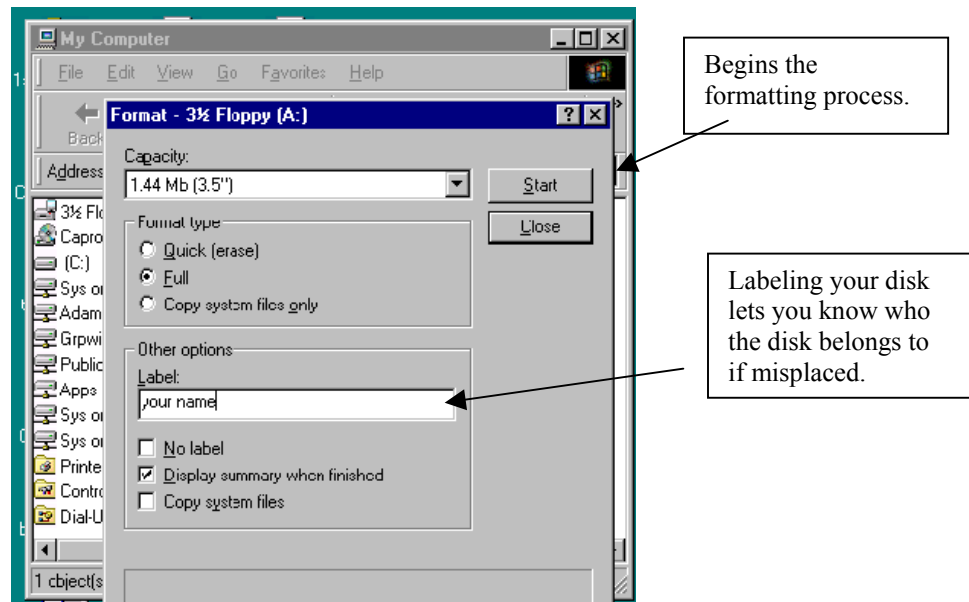 My Computer
File Edit View Go Favorites Help
Back
Address
Format - 3½ Floppy (A:)
Capacity:
1.44 Mb (3.5")
Start
Close
Format type
Quick (erase)
Full
Copy system files only
Other options
Label:
your name
No label
Display summary when finished
Copy system files
3½ Flo
Capro
(C:)
Sys o
Adam
Grpwi
Public
Apps
Sys o
Sys o
Printe
Contro
Dial-U
1 object(s
Begins the
formatting process.
Labeling your disk
lets you know who
the disk belongs to
if misplaced.